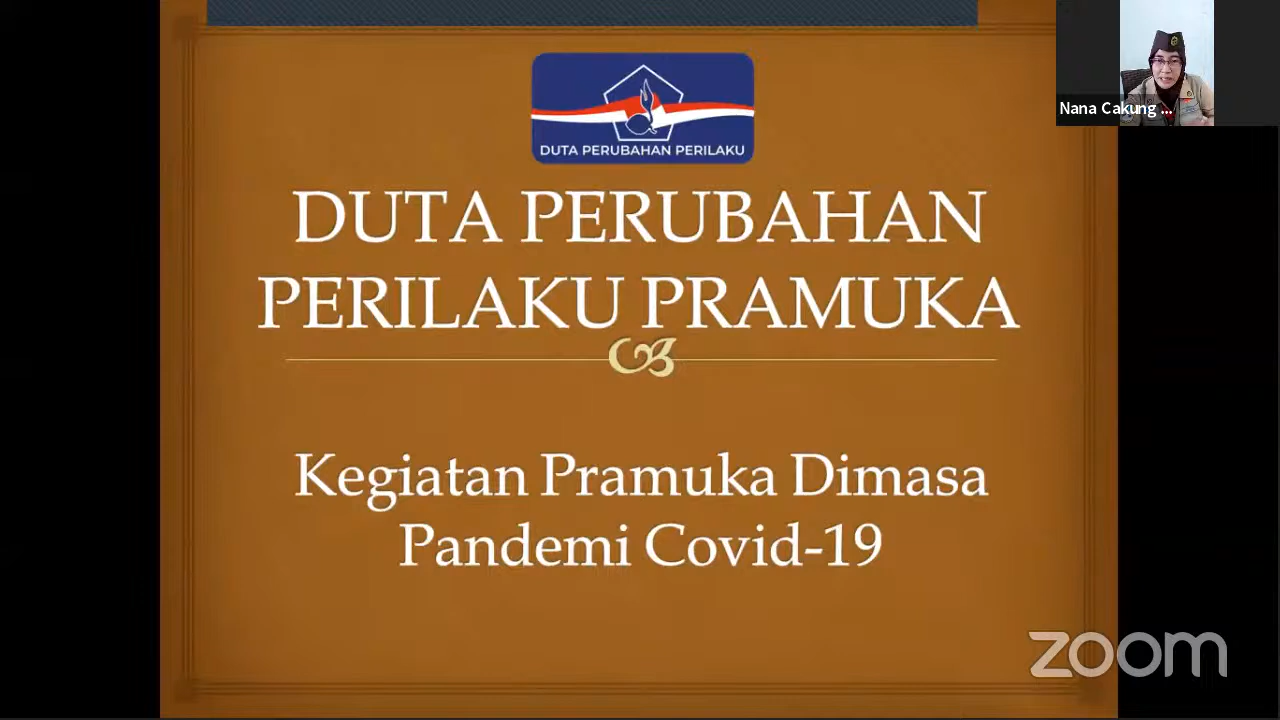 DUTA PERUBAHAN PERILAKU
DUTA PERUBAHAN
PERILAKU PRAMUKA
Kegiatan Pramuka Dimasa
Pandemi Covid-19
Nana Cakung ...
zoom